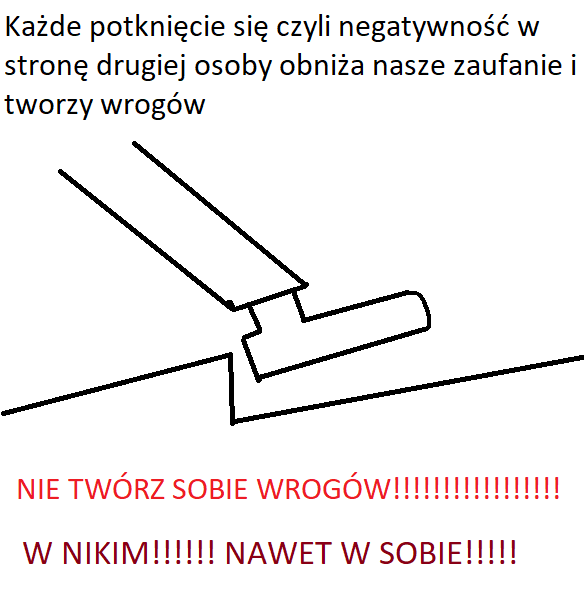 Każde potknięcie się czyli negatywność w
stronę drugiej osoby obniża nasze zaufanie i
tworzy wrogów
NIE TWÓRZ SOBIE WROGÓW!!!!!!!!!!!!!!!!!
W NIKIM!!!!!! NAWET W SOBIE!!!!!